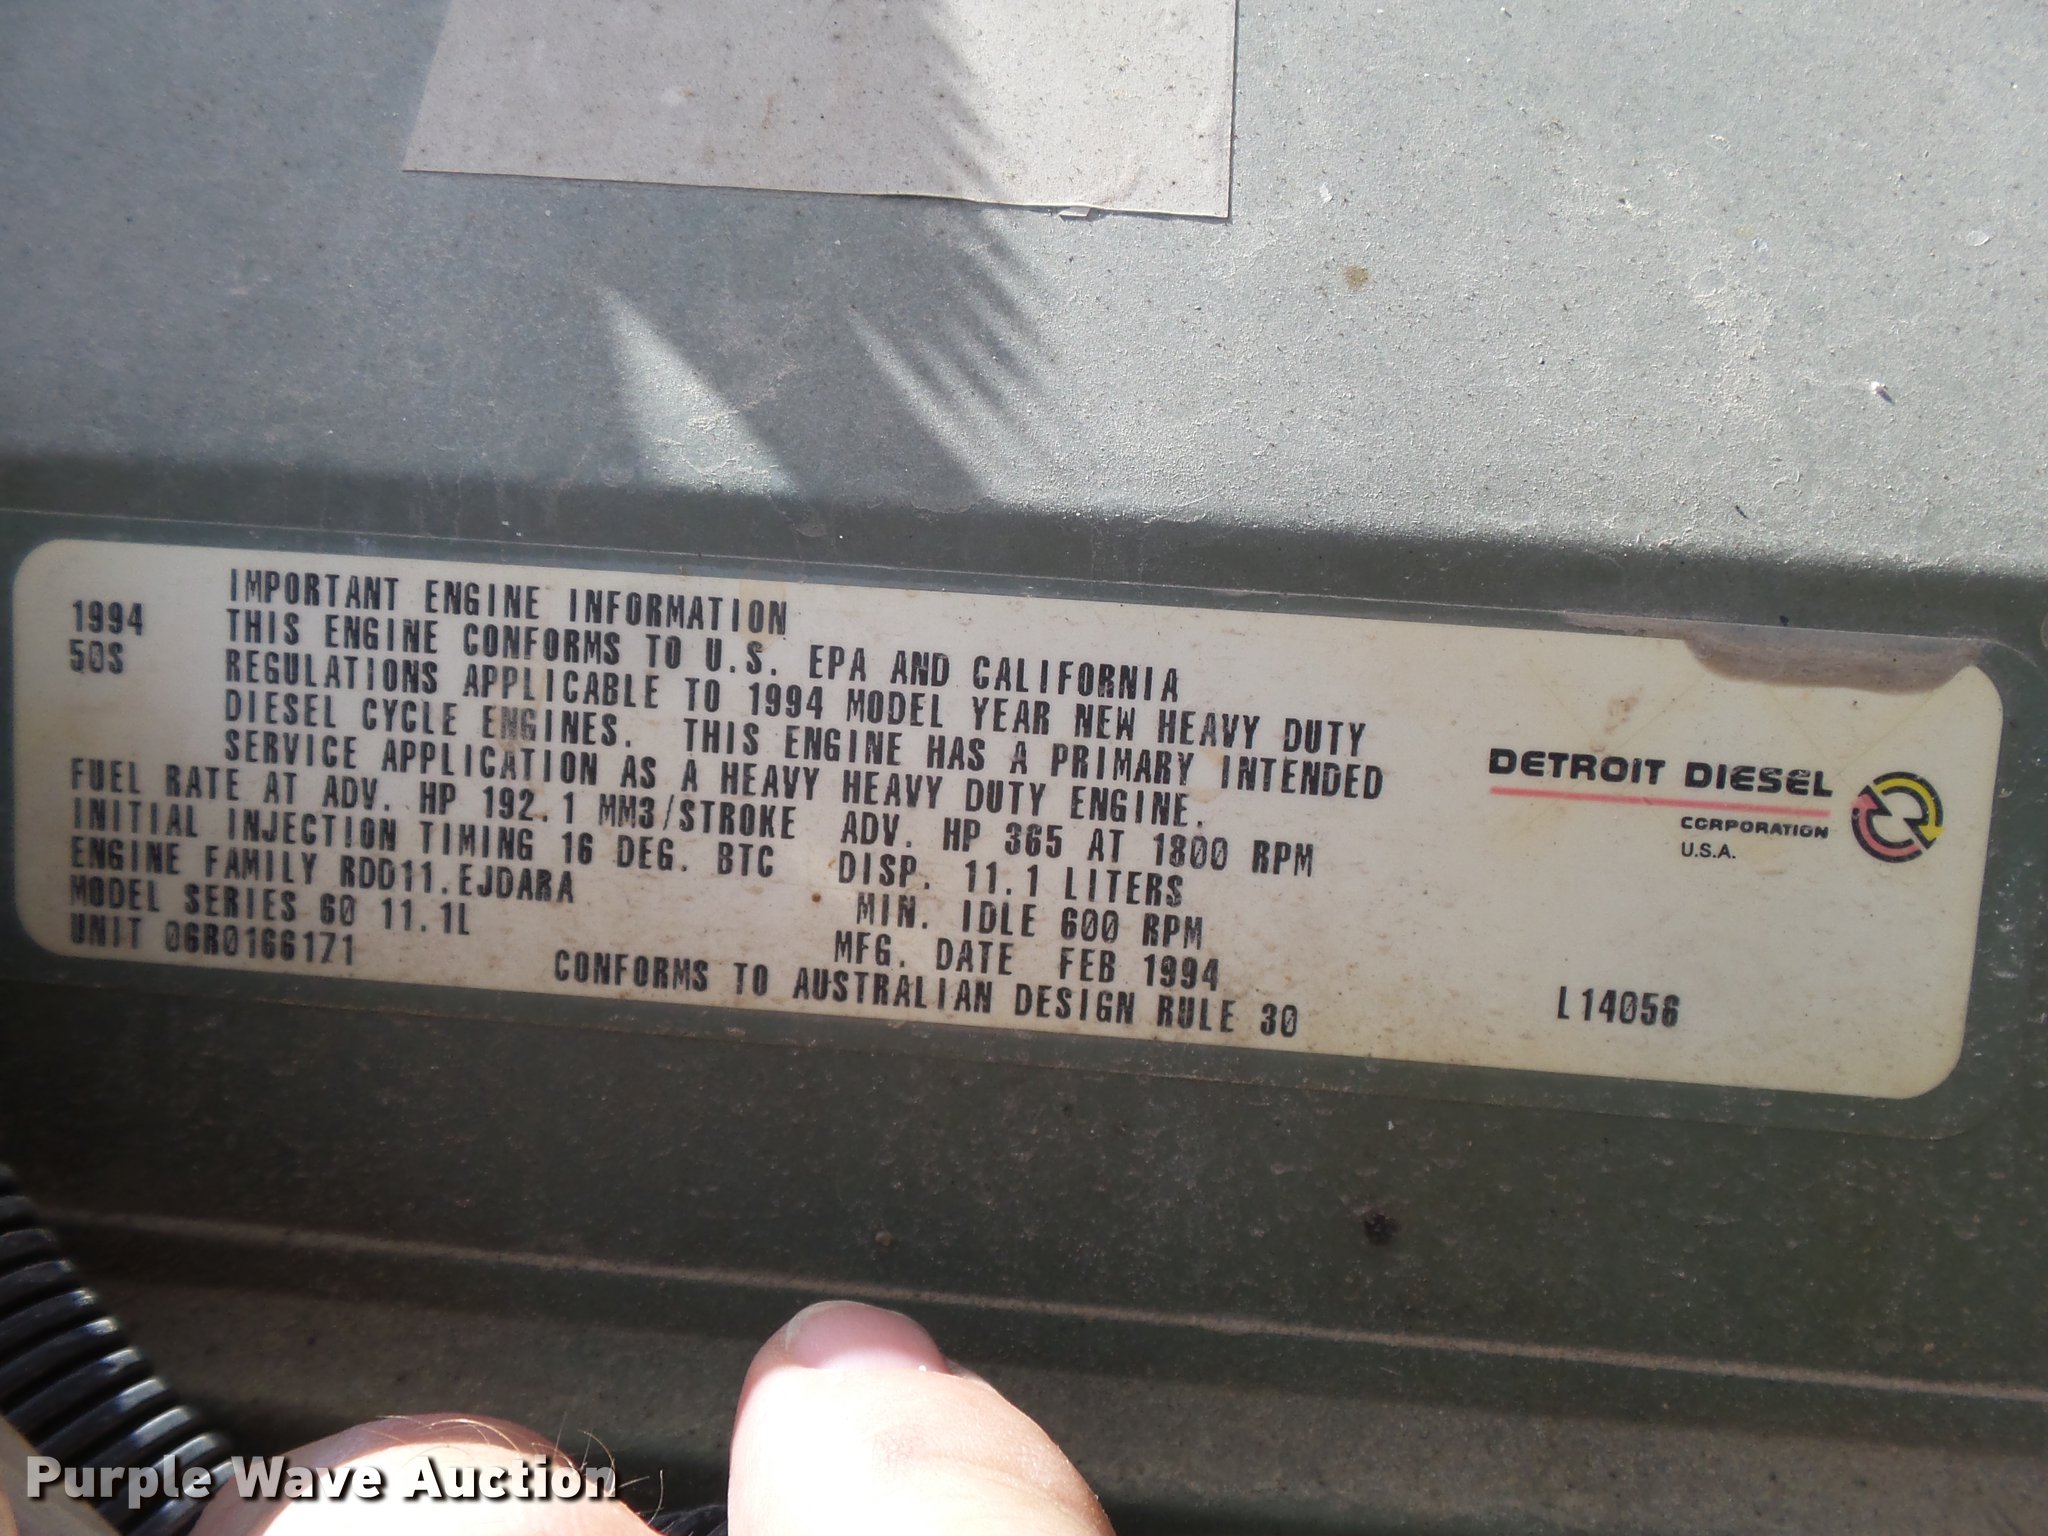 IMPORTANT ENGINE INFORMATION
1994 THIS ENGINE CONFORMS TO U.S. EPA AND CALIFORNIA
50S REGULATIONS APPLICABLE TO 1994 MODEL YEAR NEW HEAVY DUTY
DIESEL CYCLE ENGINES. THIS ENGINE HAS A PRIMARY INTENDED
SERVICE APPLICATION AS A HEAVY HEAVY DUTY ENGINE.
FUEL RATE AT ADV. HP 192.1 MM3/STROKE ADV. HP 365 AT 1800 RPM
INITIAL INJECTION TIMING 16 DEG. BTC DISP. 11.1 LITERS
ENGINE FAMILY RDD11.EJDARA MIN. IDLE 600 RPM
MODEL SERIES 60 11.1L MFG. DATE FEB 1994
UNIT 06R0166171 CONFORMS TO AUSTRALIAN DESIGN RULE 30
DETROIT DIESEL
CORPORATION
U.S.A.
L14056
Purple Wave Auction